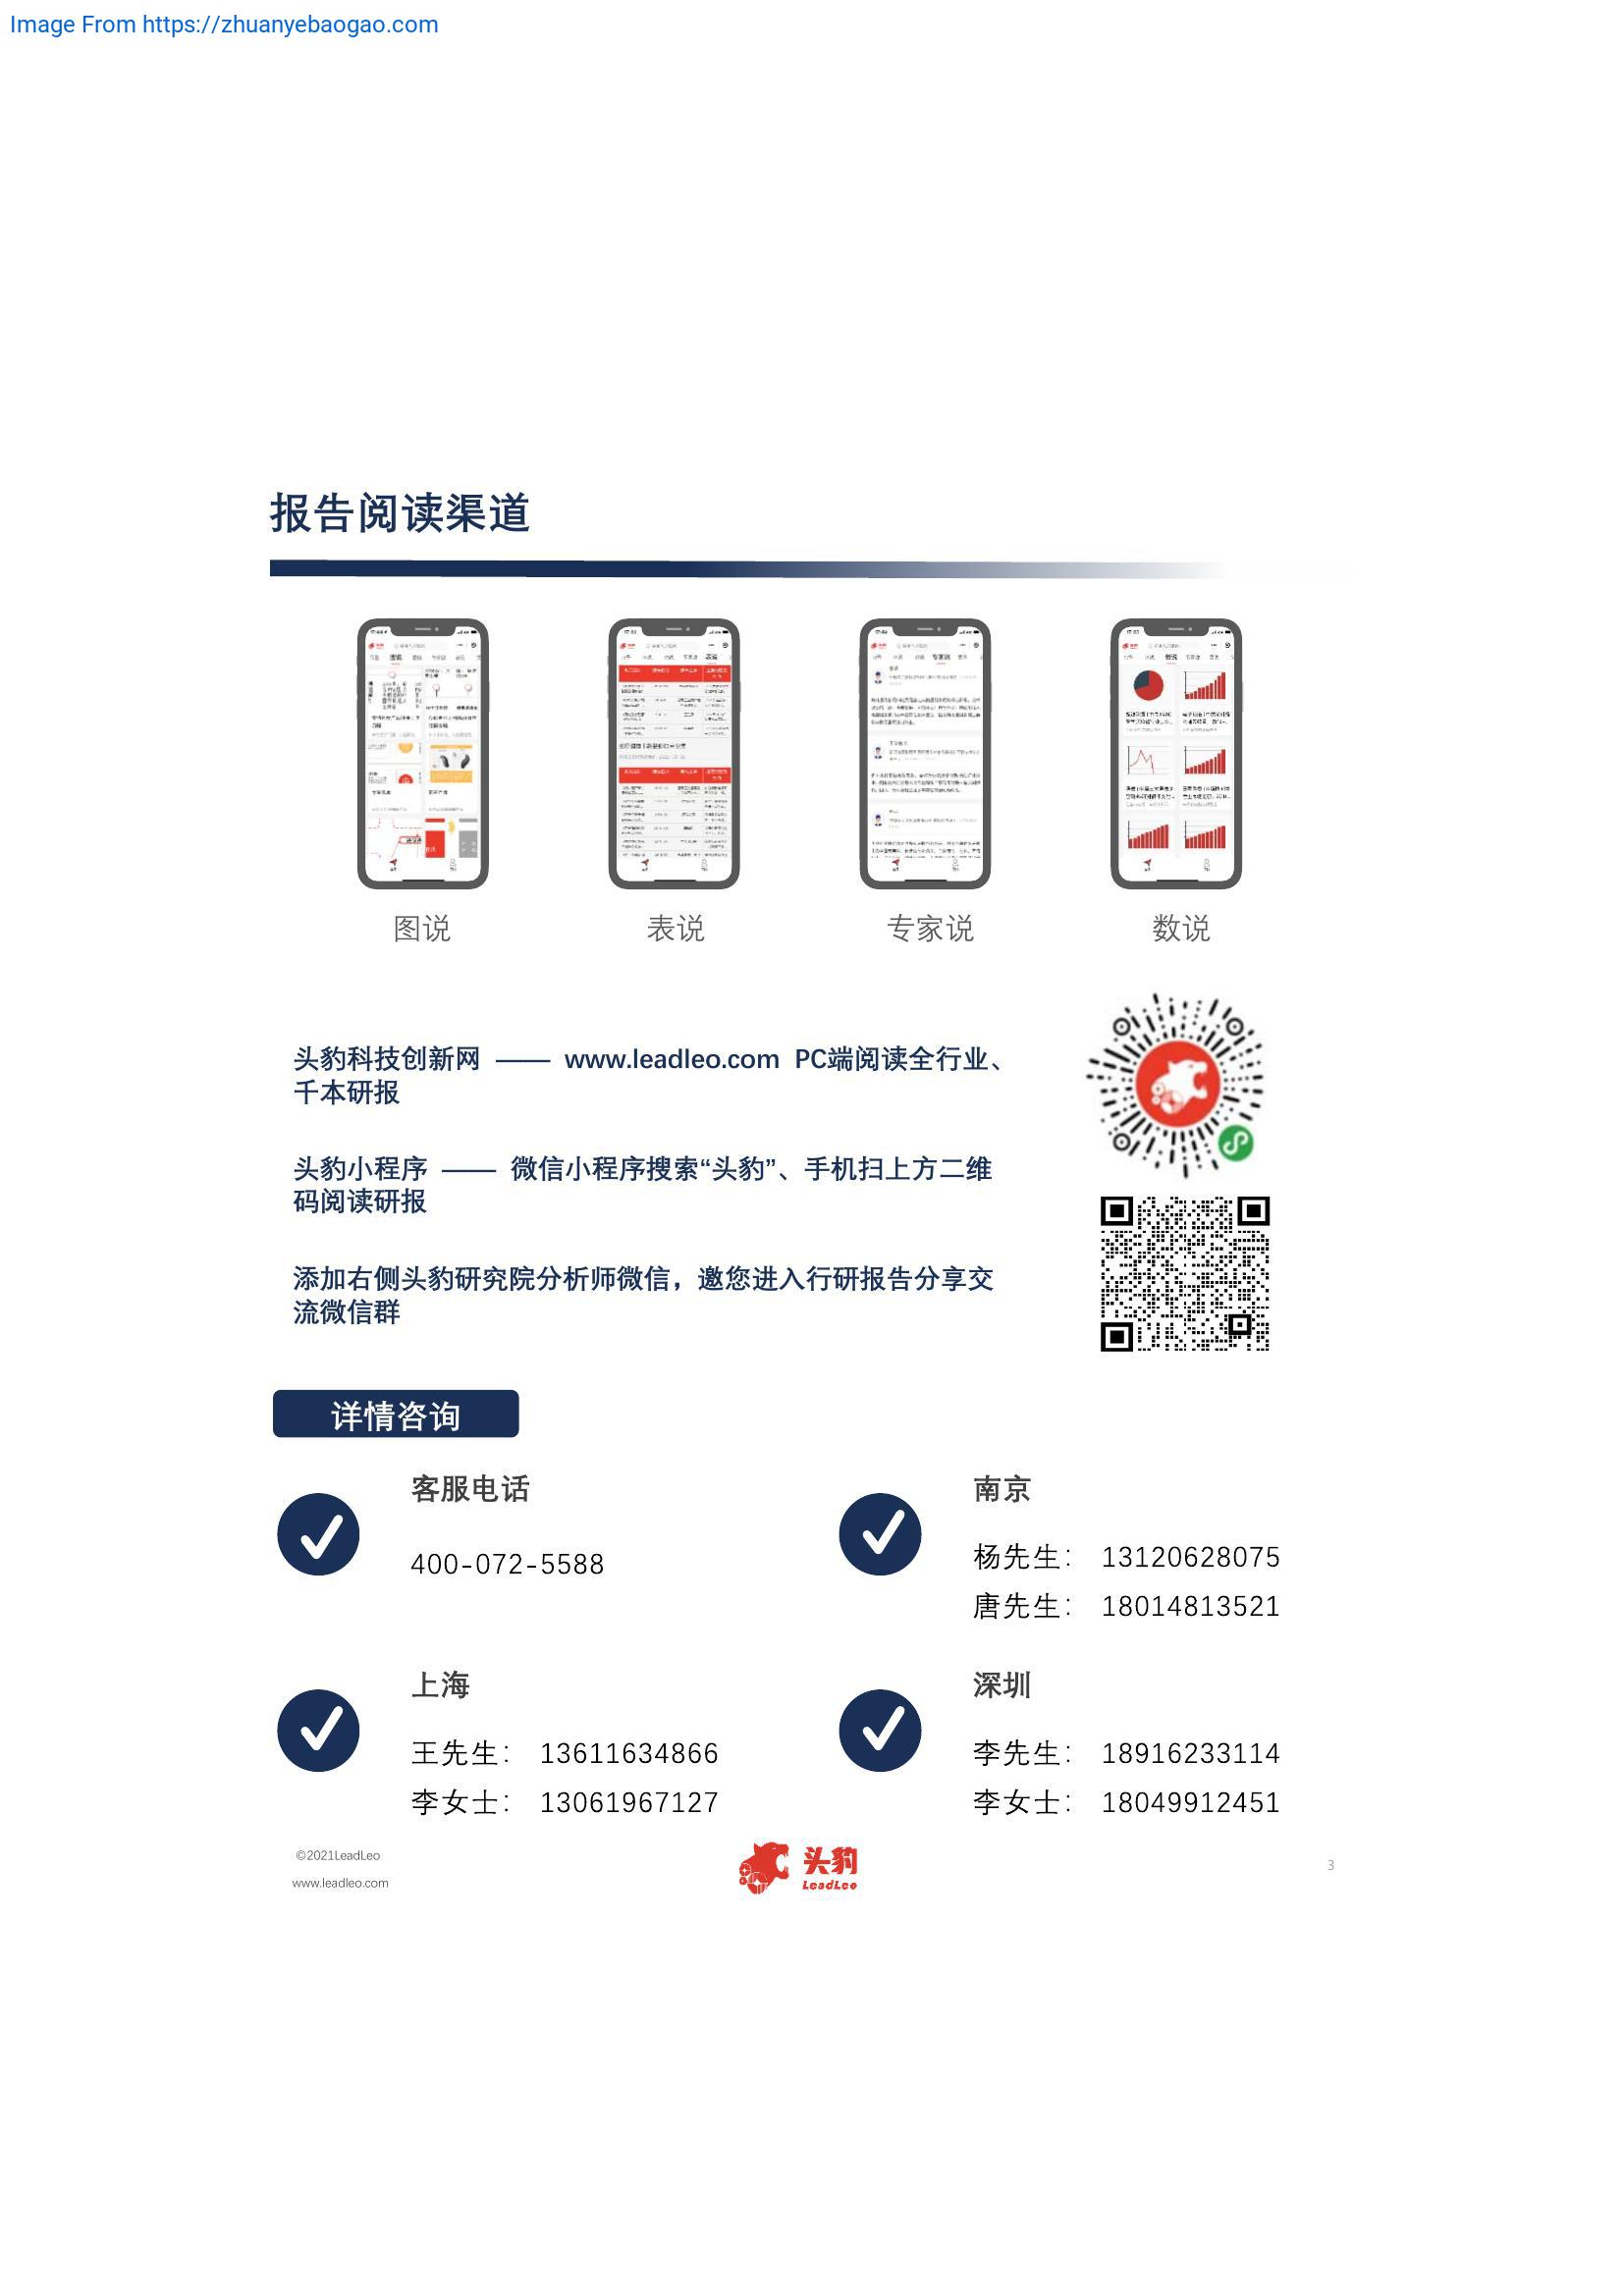 Image From https://zhuanyebaogao.com
报告阅读渠道
图说
表说
专家说
数说
头豹科技创新网 —— www.leadleo.com PC端阅读全行业、
千本研报
头豹小程序 —— 微信小程序搜索“头豹”、手机扫上方二维
码阅读研报
添加右侧头豹研究院分析师微信，邀您进入行研报告分享交
流微信群
详情咨询
客服电话
400-072-5588
南京
杨先生： 13120628075
唐先生： 18014813521
上海
王先生： 13611634866
李女士： 13061967127
深圳
李先生： 18916233114
李女士： 18049912451
©2021LeadLeo
www.leadleo.com
头豹
LeadLeo
3